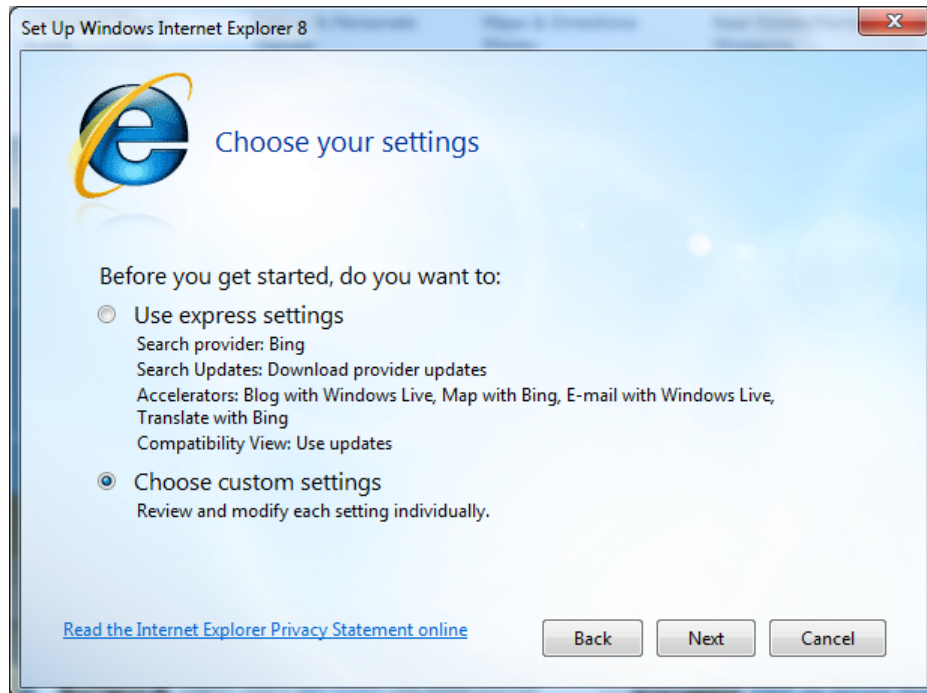 Set Up Windows Internet Explorer 8
Choose your settings
Before you get started, do you want to:
Use express settings
Search provider: Bing
Search Updates: Download provider updates
Accelerators: Blog with Windows Live, Map with Bing, E-mail with Windows Live,
Translate with Bing
Compatibility View: Use updates
Choose custom settings
Review and modify each setting individually.
Read the Internet Explorer Privacy Statement online
Back Next Cancel